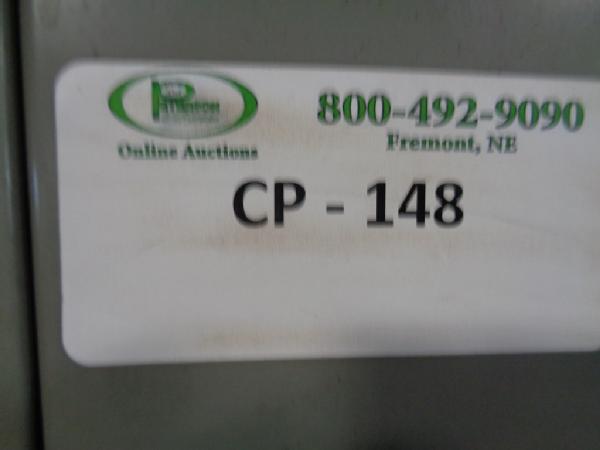 800-492-9090
Fremont, NE
Online Auctions
CP - 148